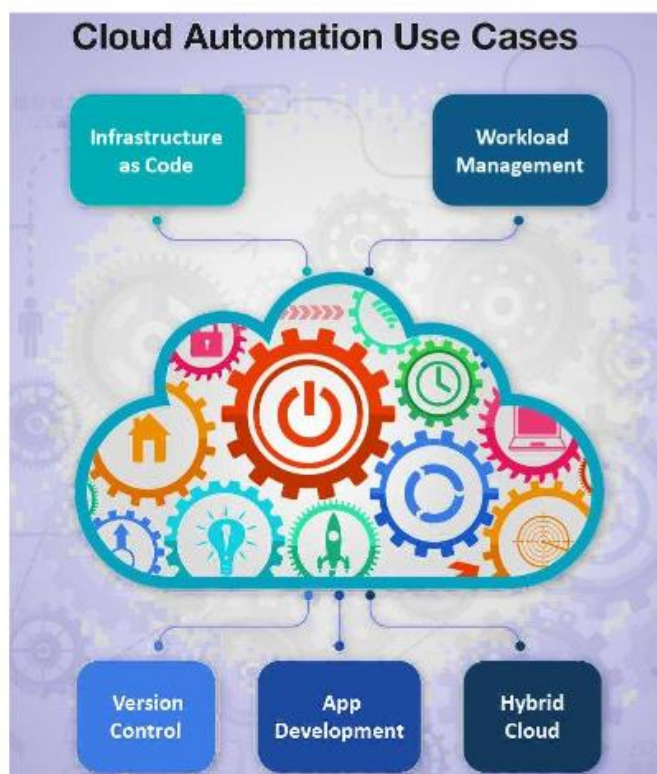 Cloud Automation Use Cases
Infrastructure
as Code
Workload
Management
Version
Control
App
Development
Hybrid
Cloud